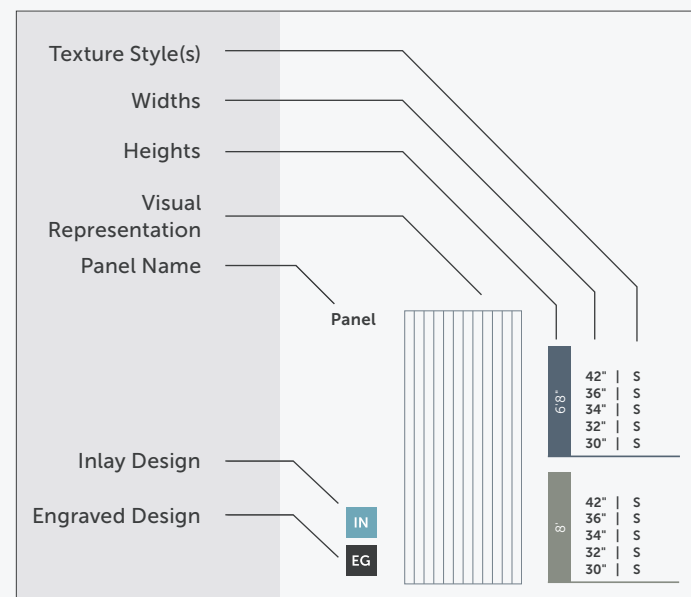 Texture Style(s)
Widths
Heights
Visual
Representation
Panel Name
Panel
Inlay Design
Engraved Design
IN
EG
6'8"
42" | S
36" | S
34" | S
32" | S
30" | S
8'
42" | S
36" | S
34" | S
32" | S
30" | S